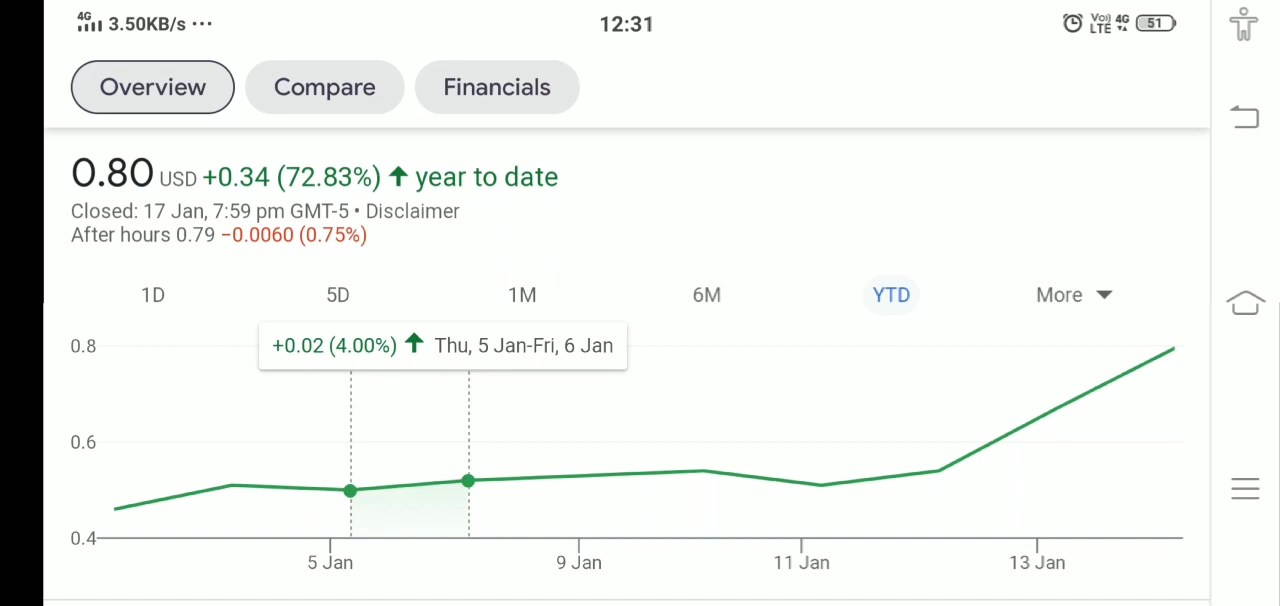 4G 3.50KB/s ··· 12:31 Vo) LTE 4G 51
Overview Compare Financials
0.80 USD +0.34 (72.83%) ↑ year to date
Closed: 17 Jan, 7:59 pm GMT-5 • Disclaimer
After hours 0.79 −0.0060 (0.75%)
1D 5D 1M 6M YTD More
0.8
+0.02 (4.00%) ↑ Thu, 5 Jan-Fri, 6 Jan
0.6
0.4
5 Jan 9 Jan 11 Jan 13 Jan